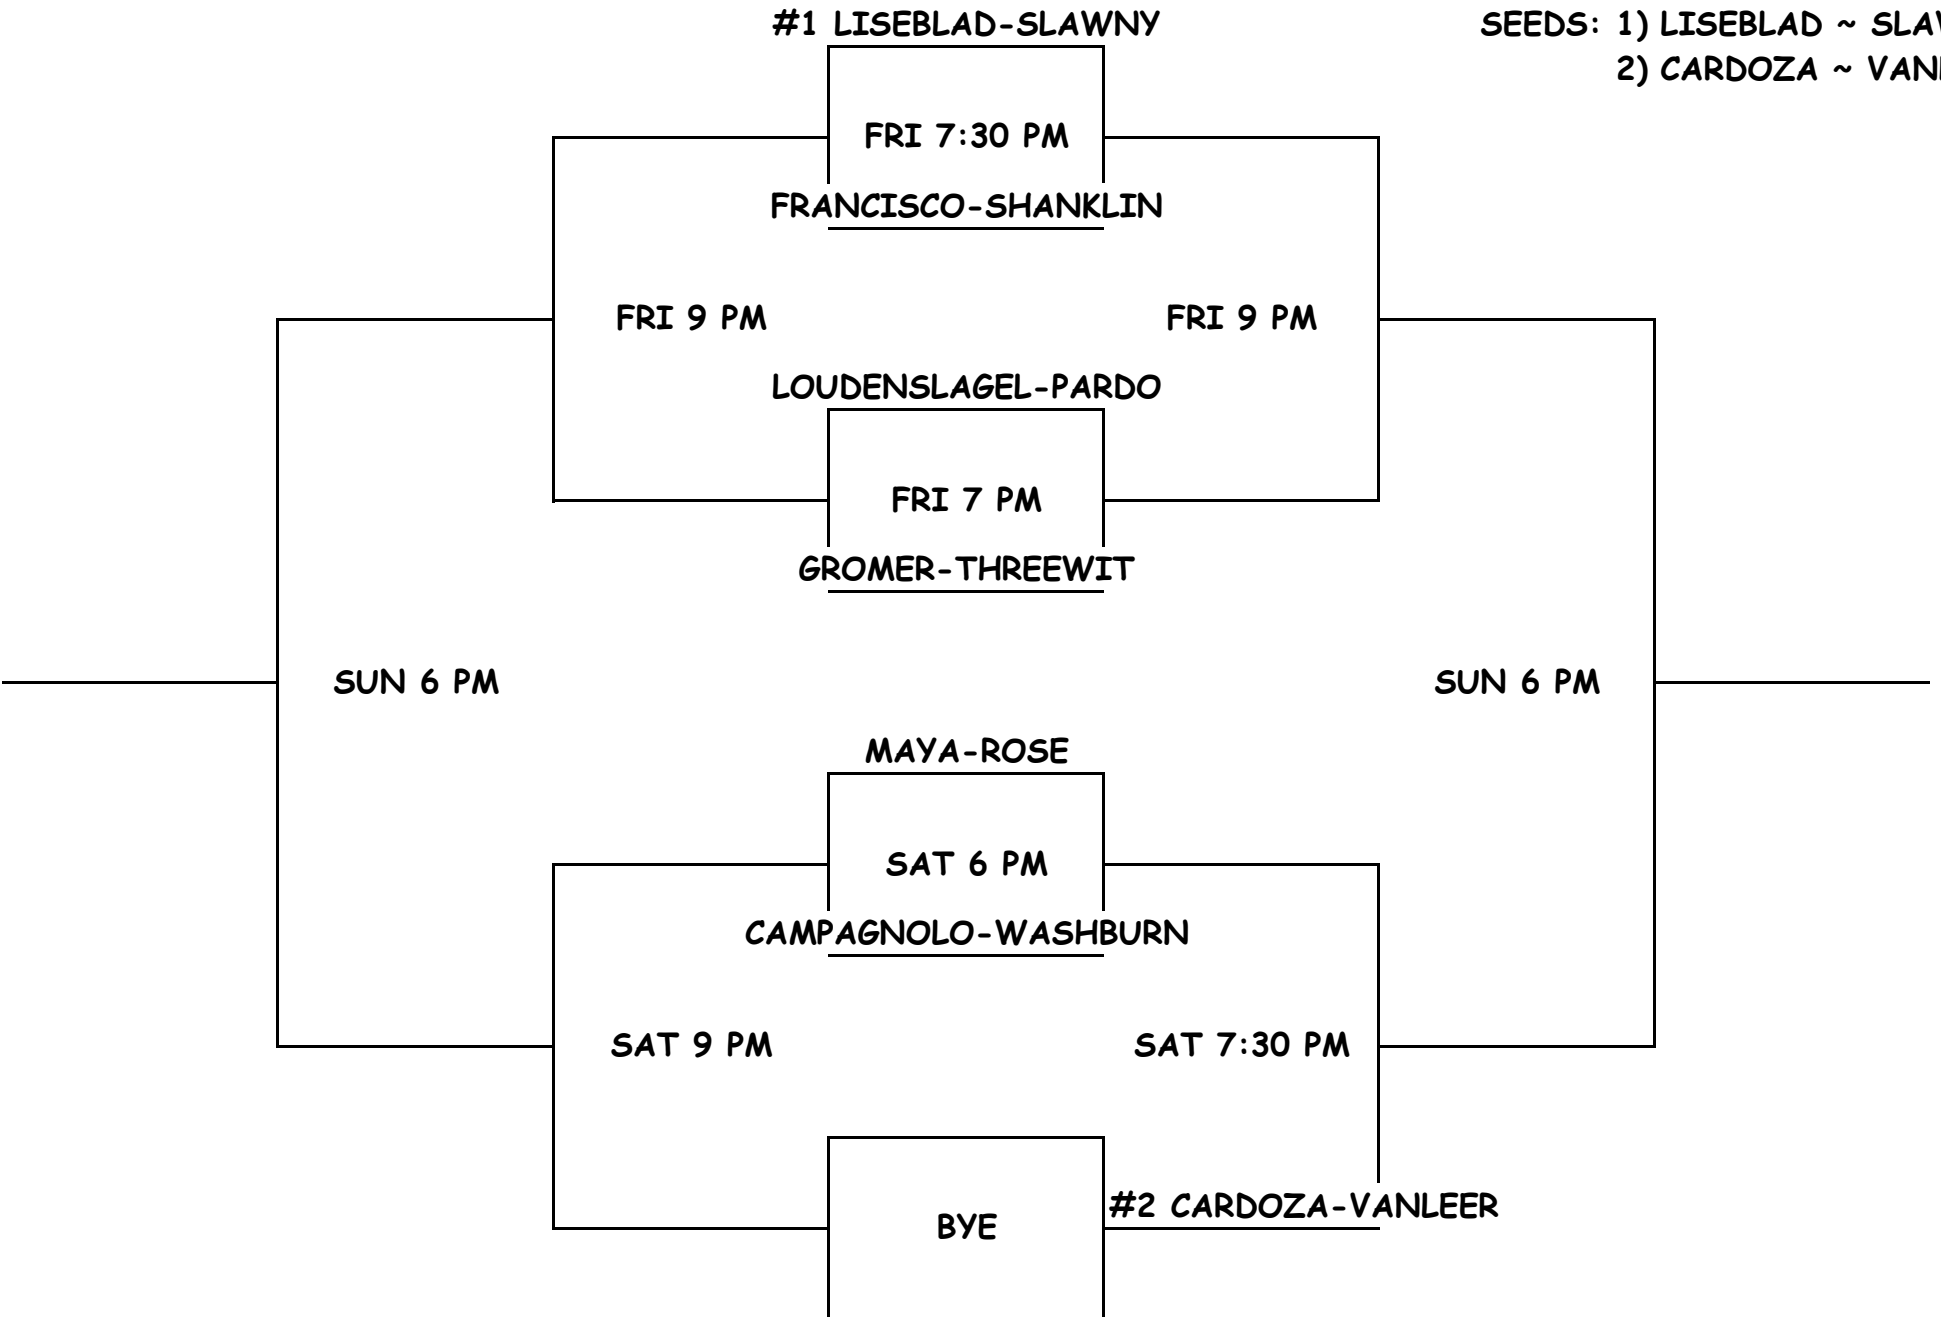 #1 LISEBLAD-SLAWNY
SEEDS: 1) LISEBLAD ~
2) CARDOZA ~
FRI 7:30 PM
FRANCISCO-SHANKLIN
FRI 9 PM
FRI 9 PM
LOUDENSLAGEL-PARDO
FRI 7 PM
GROMER-THREEWIT
SUN 6 PM
SUN 6 PM
MAYA-ROSE
SAT 6 PM
CAMPAGNOLO-WASHBURN
SAT 9 PM
SAT 7:30 PM
#2 CARDOZA-VANLEER
BYE